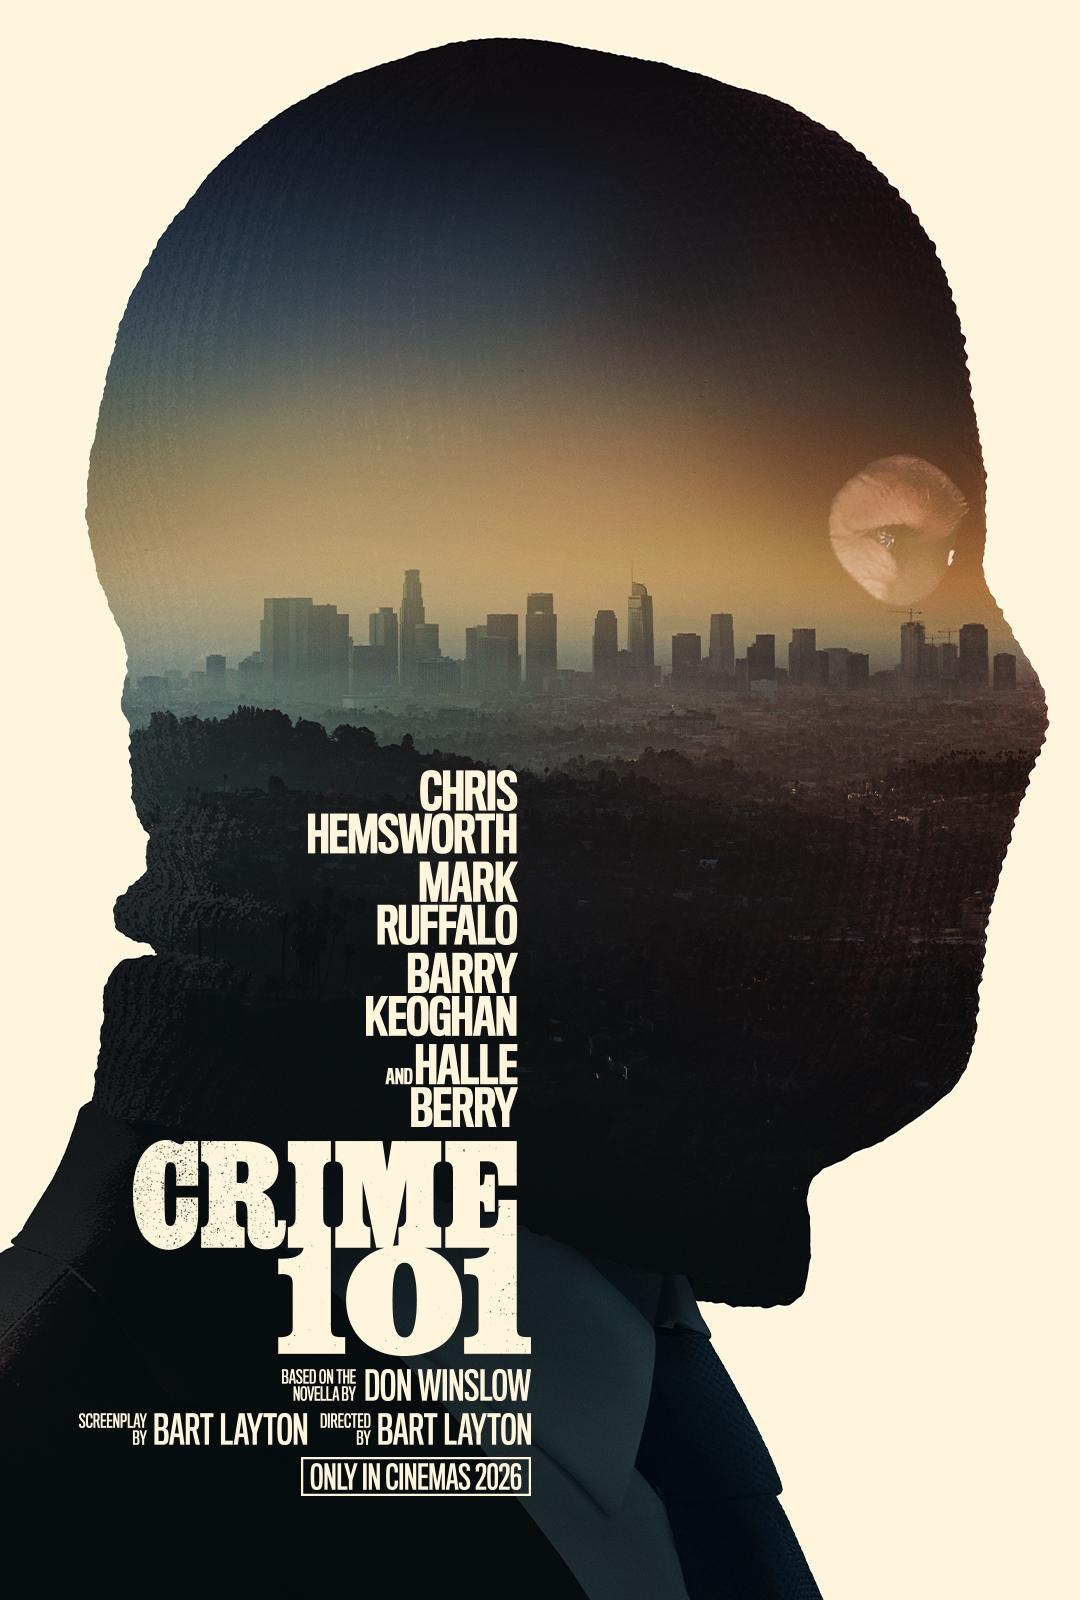 CHRIS
HEMSWORTH
MARK
RUFFALO
BARRY
KEOGHAN
AND HALLE
BERRY
CRIME
101
BASED ON THE NOVELLA BY DON WINSLOW
SCREENPLAY BY BART LAYTON DIRECTED BY BART LAYTON
ONLY IN CINEMAS 2026